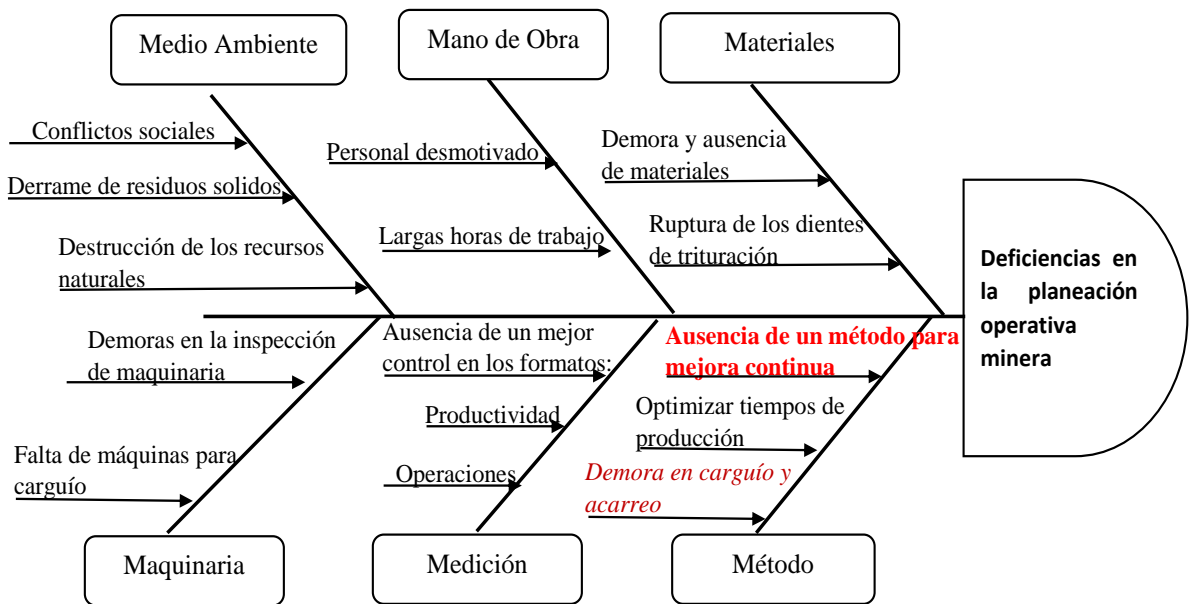 Medio Ambiente
Mano de Obra
Materiales
Conflictos sociales
Derrame de residuos solidos
Destrucción de los recursos
naturales
Personal desmotivado
Largas horas de trabajo
Demora y ausencia
de materiales
Ruptura de los dientes
de trituración
Deficiencias en
la planeación
operativa
minera
Demoras en la inspección
de maquinaria
Falta de máquinas para
carguío
Ausencia de un mejor
control en los formatos:
Productividad
Operaciones
Ausencia de un método para
mejora continua
Optimizar tiempos de
producción
Demora en carguío y
acarreo
Maquinaria
Medición
Método